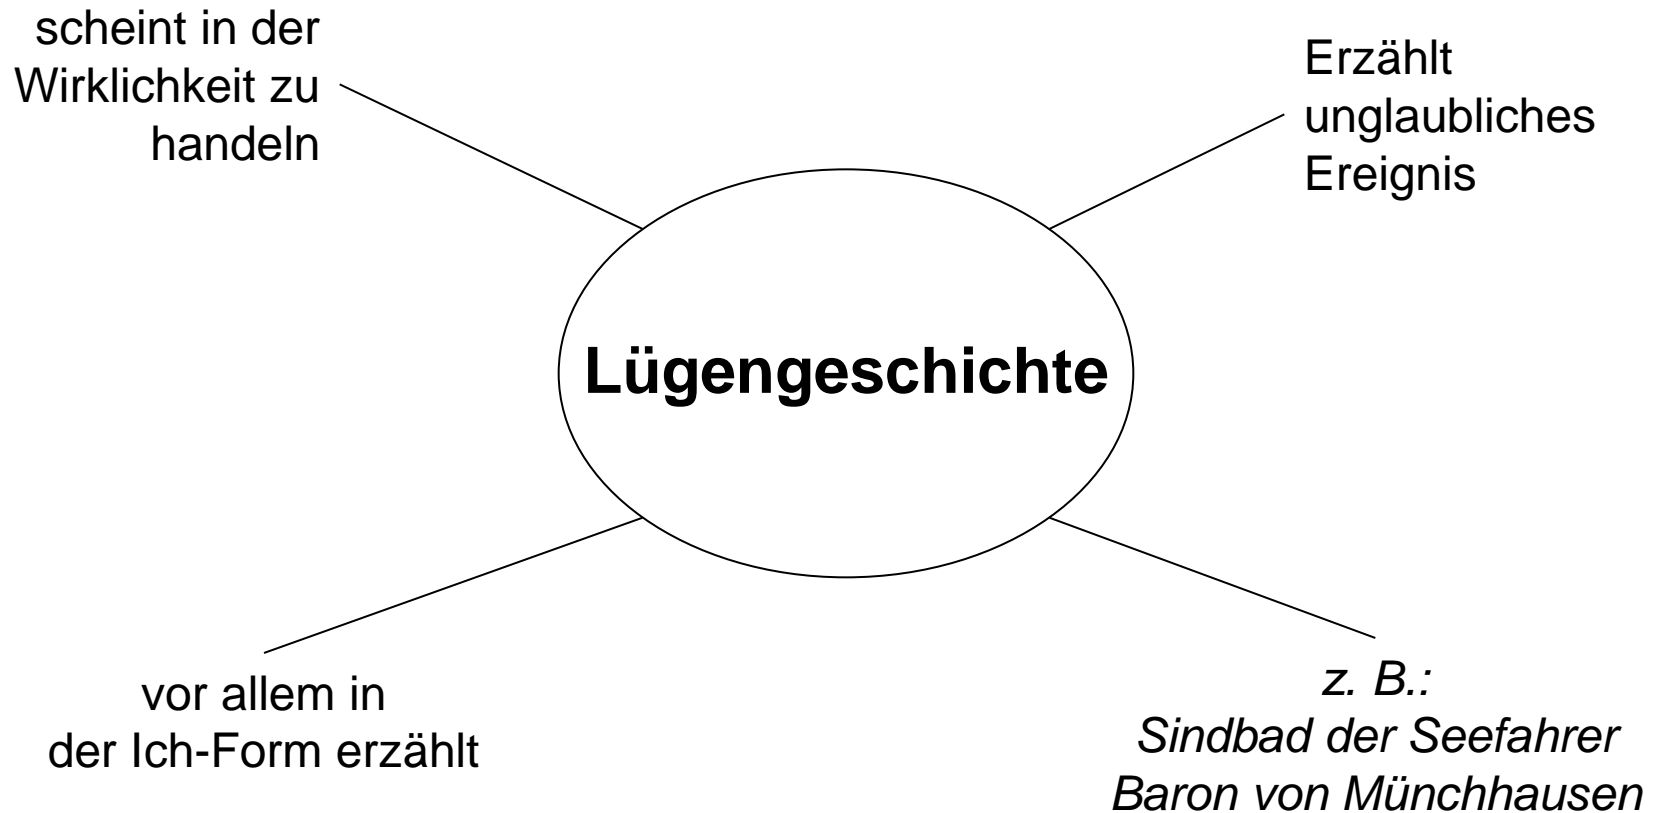 scheint in der
Wirklichkeit zu
handeln
Erzählt
unglaubliches
Ereignis
Lügengeschichte
vor allem in
der Ich-Form erzählt
z. B.:
Sindbad der Seefahrer
Baron von Münchhausen